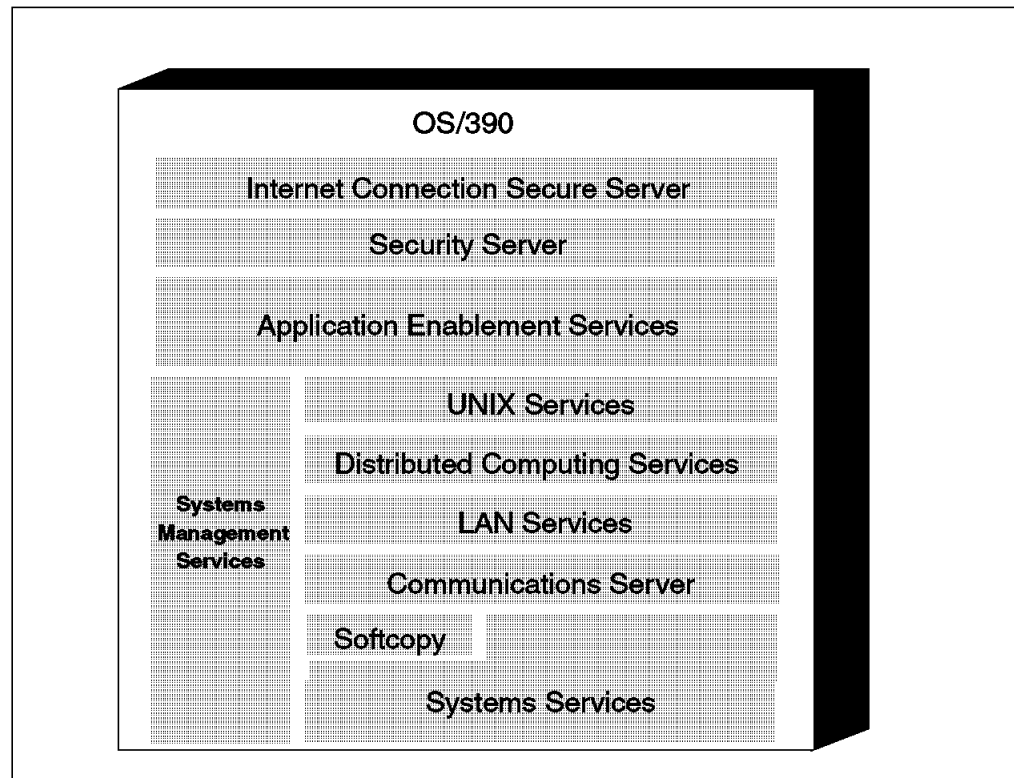 OS/390
Internet Connection Secure Server
Security Server
Application Enablement Services
Systems
Management
Services
UNIX Services
Distributed Computing Services
LAN Services
Communications Server
Softcopy
Systems Services